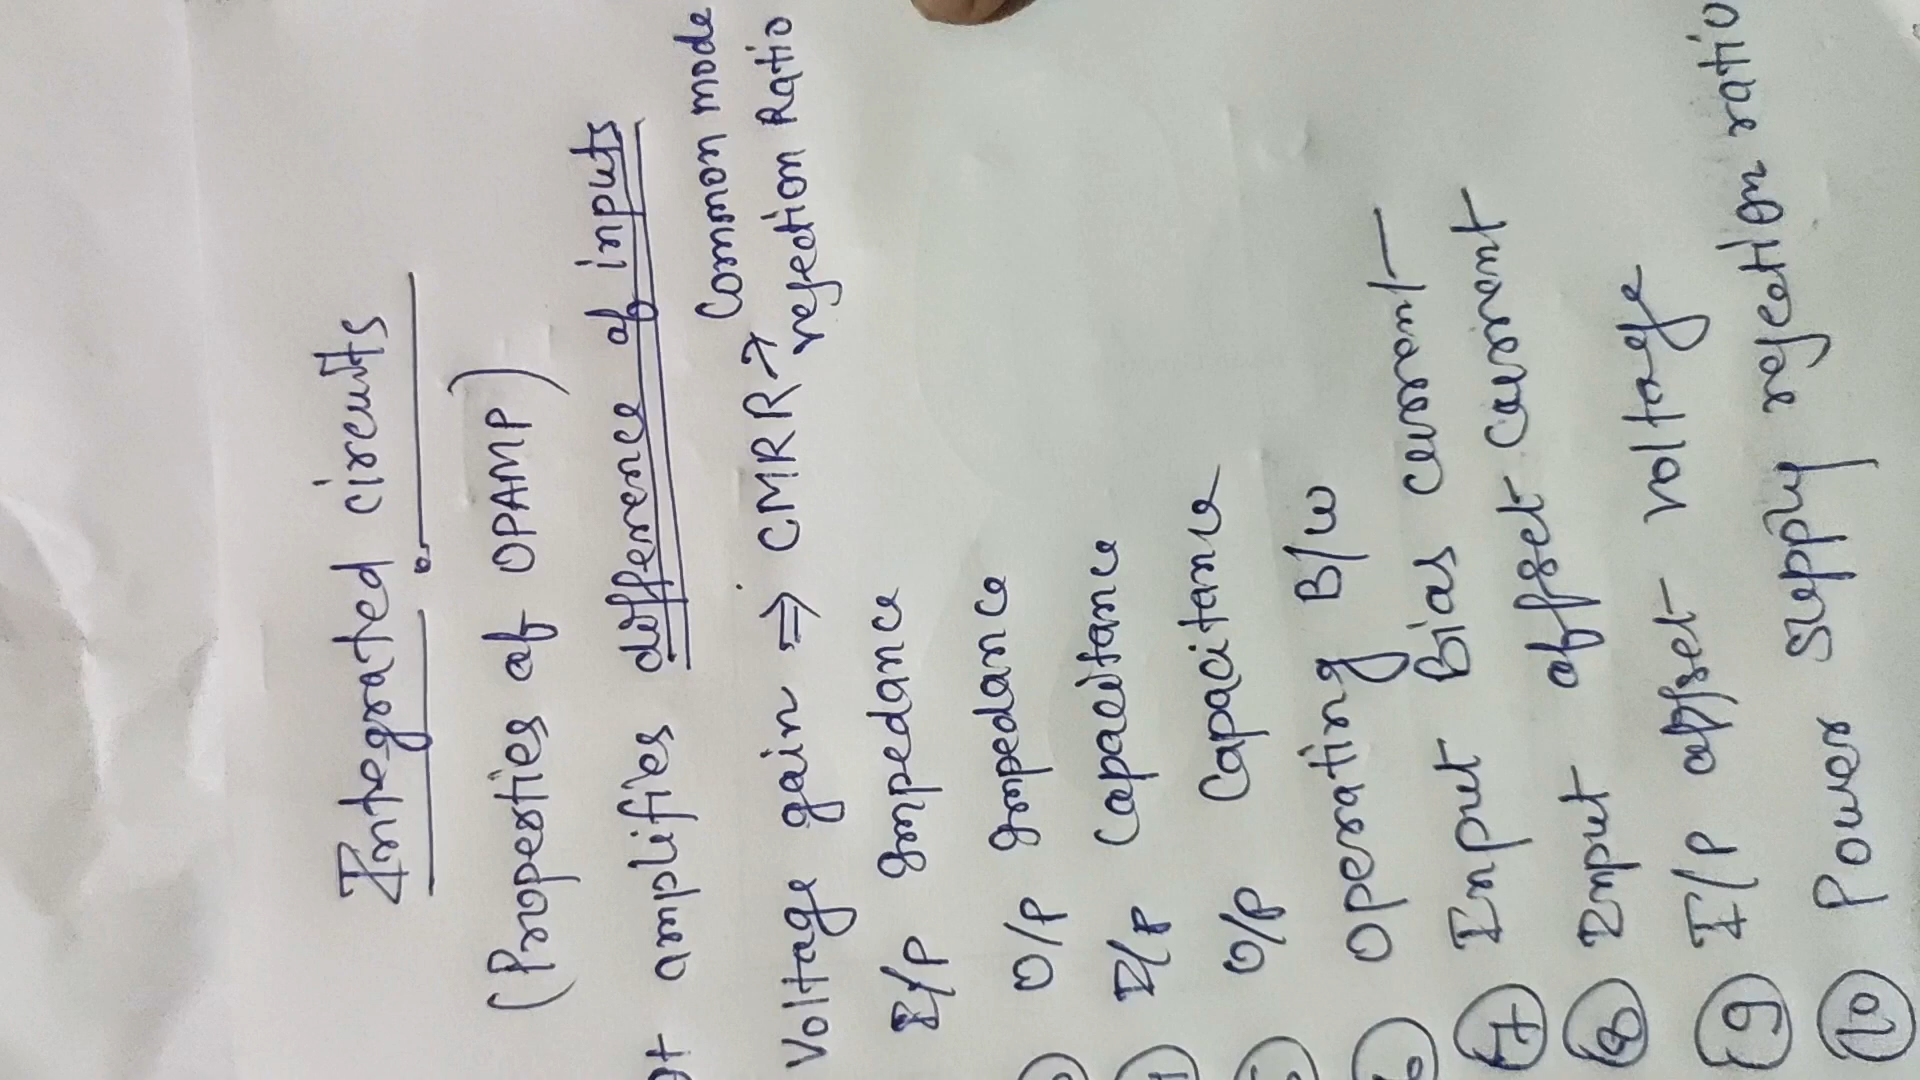 Integrated circuits
(Properties of OPAMP)
amplifies difference of inputs
Voltage gain ⇒ CMRR → Common mode
rejection Ratio
I/P Impedance
O/P Impedance
I/P Capacitance
O/P Capacitance
Operating B/W
⑦ Input Bias current
⑧ Input offset current
⑨ I/P offset voltage
⑩ Power supply rejection ratio